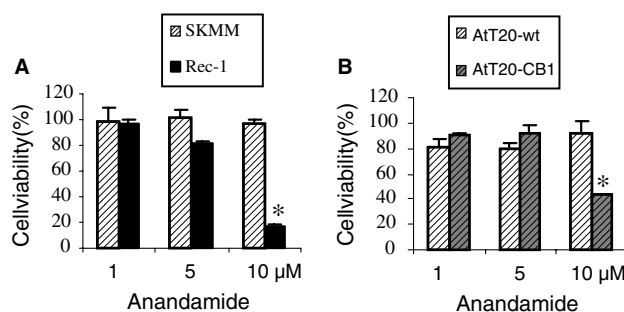 SKMM
Rec-1
A
Cellviability(%)
120
100
80
60
40
20
0
*
1 5 10 µM
Anandamide
AtT20-wt
AtT20-CB1
B
Cellviability(%)
120
80
60
40
20
0
*
1 5 10 µM
Anandamide